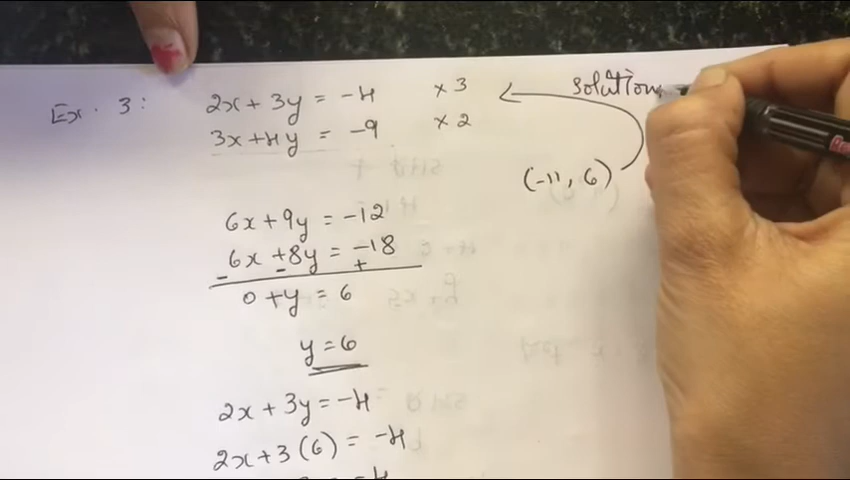 Ex. 3: 2x + 3y = -4 x 3
3x + 4y = -9 x 2
solution
(-11, 6)
6x + 9y = -12
6x + 8y = -18
- - +
0 + y = 6
y = 6
2x + 3y = -4
2x + 3(6) = -4